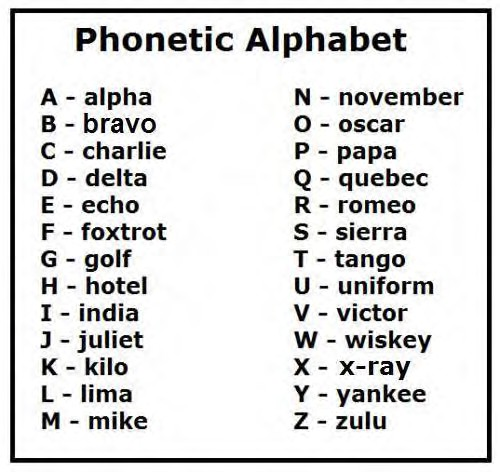 Phonetic Alphabet
A - alpha
B - bravo
C - charlie
D - delta
E - echo
F - foxtrot
G - golf
H - hotel
I - india
J - juliet
K - kilo
L - lima
M - mike
N - november
O - oscar
P - papa
Q - quebec
R - romeo
S - sierra
T - tango
U - uniform
V - victor
W - wiskey
X - x-ray
Y - yankee
Z - zulu